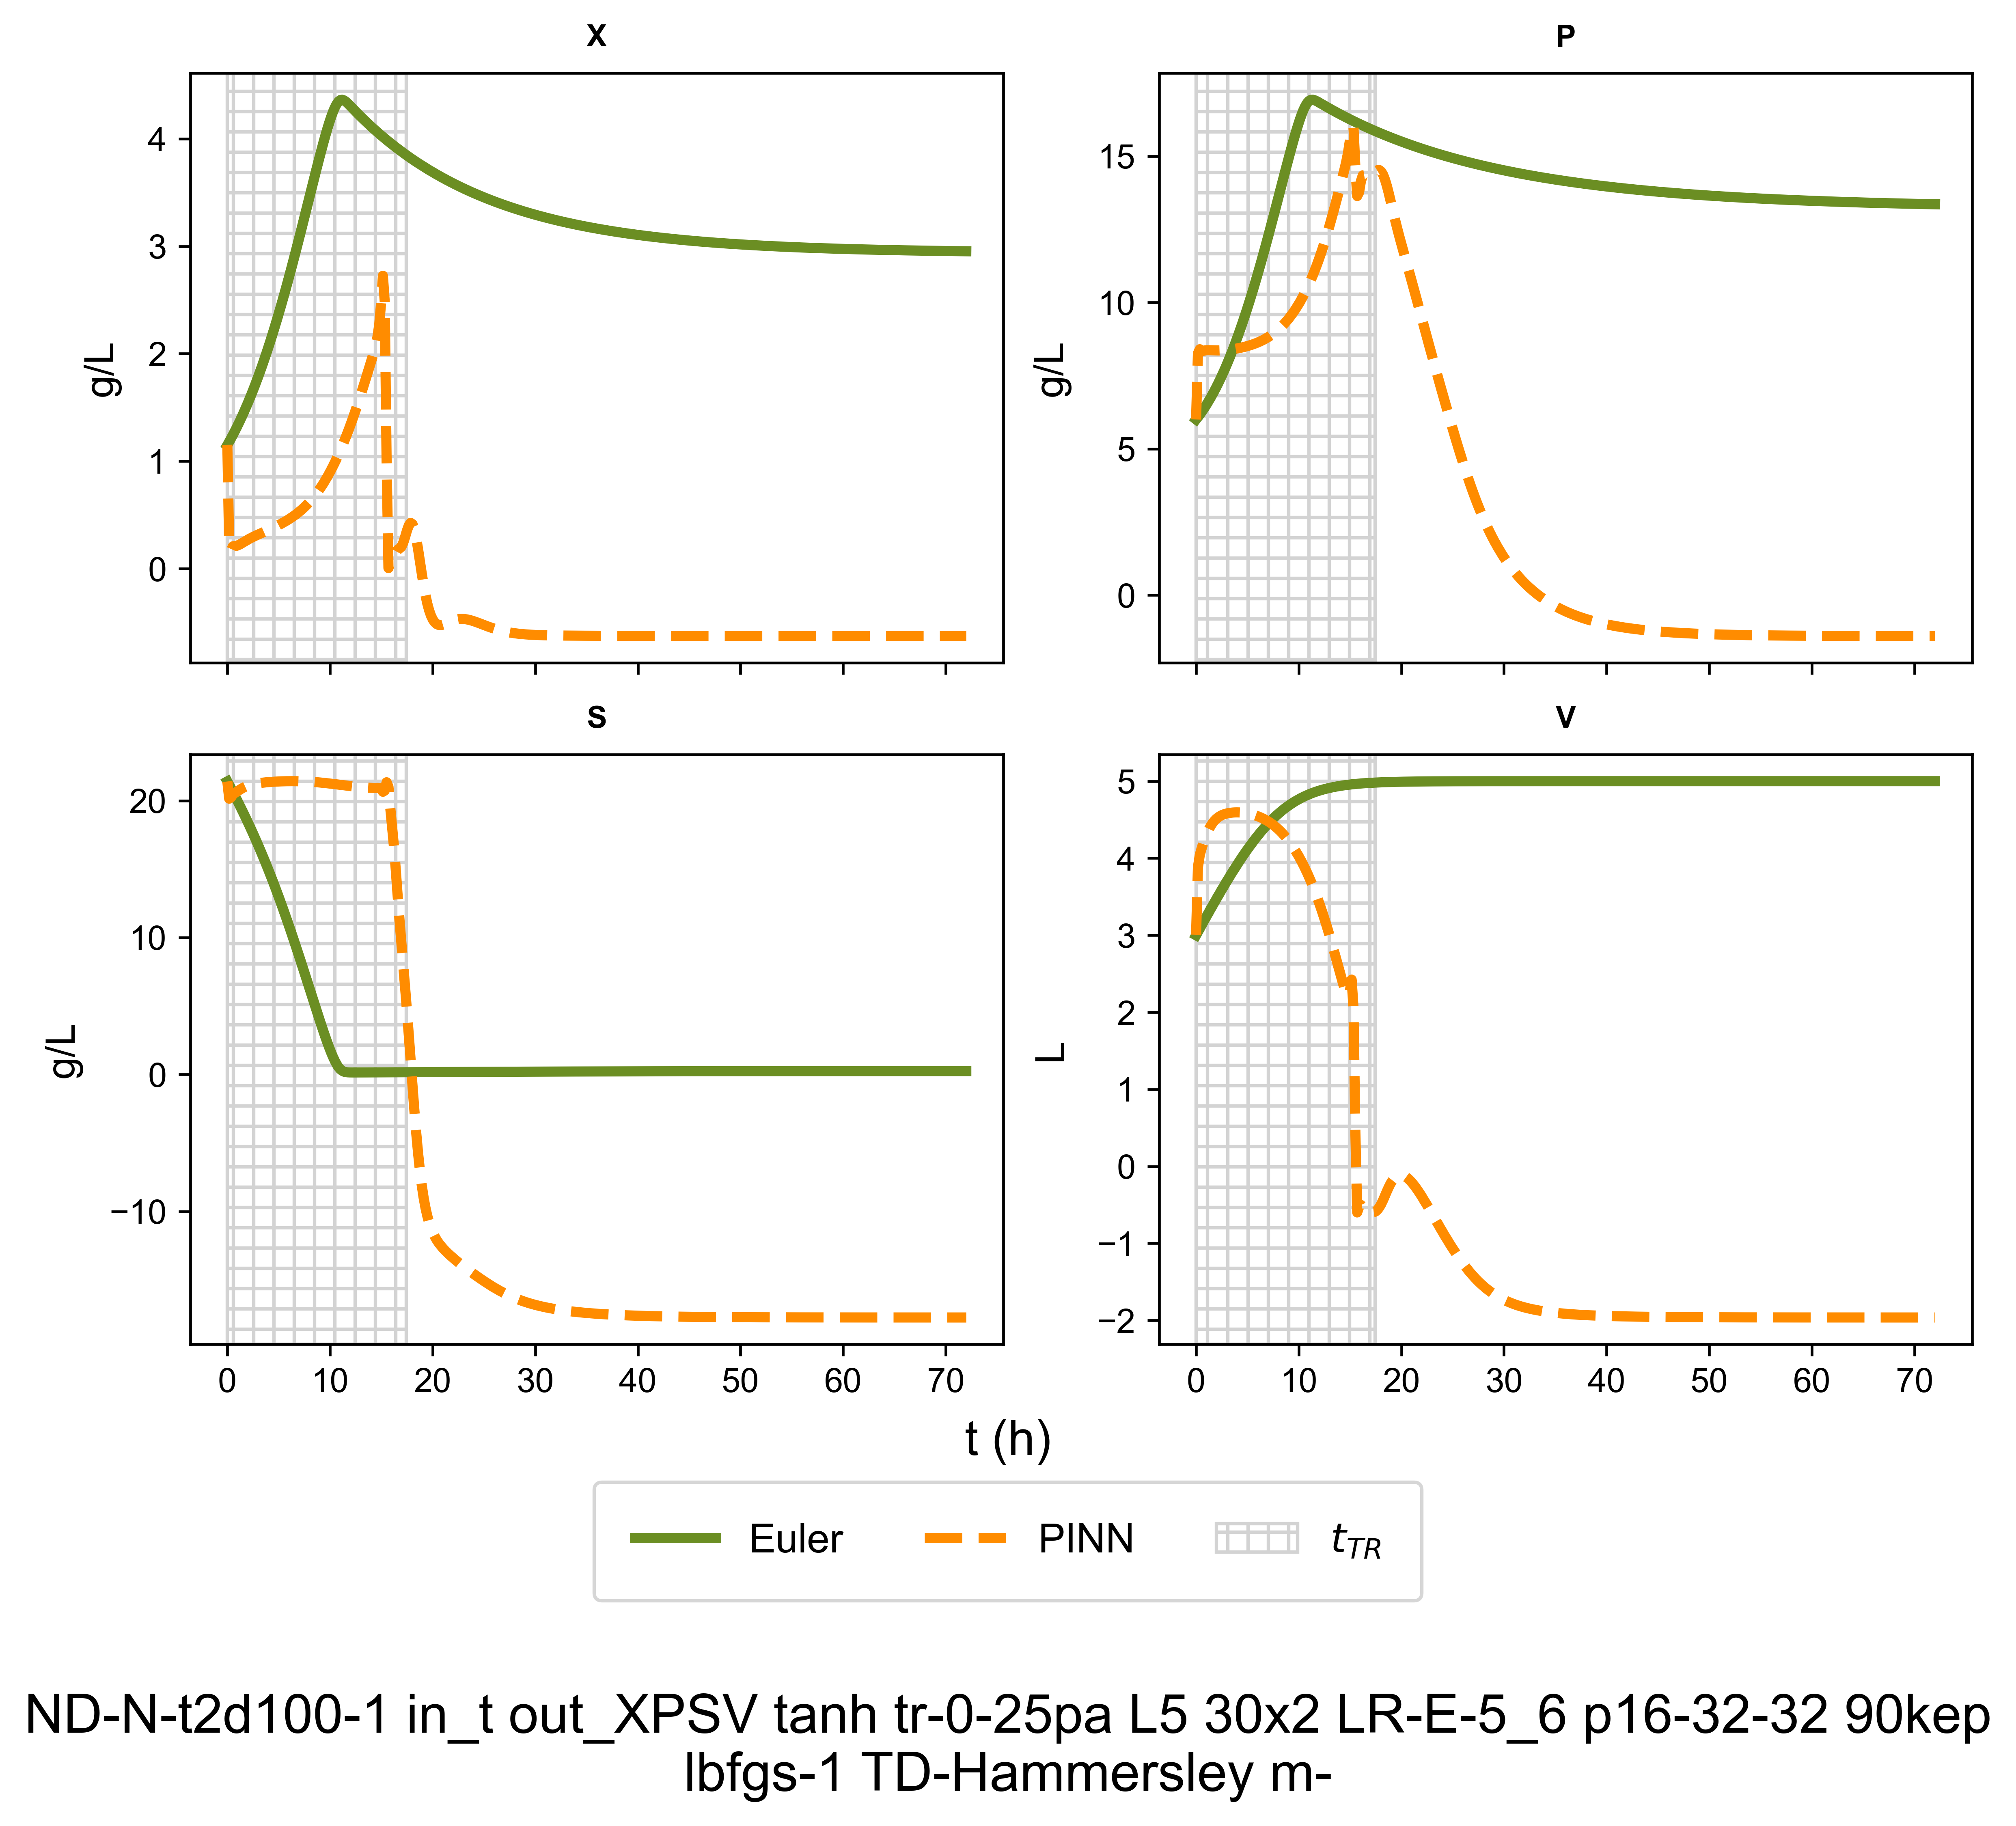 X
P
4
3
2
1
0
g/L
15
10
5
0
g/L
S
V
20
10
0
−10
g/L
5
4
3
2
1
0
−1
−2
L
0 10 20 30 40 50 60 70
0 10 20 30 40 50 60 70
t (h)
Euler PINN t_TR
ND-N-t2d100-1 in_t out_XPSV tanh tr-0-25pa L5 30x2 LR-E-5_6 p16-32-32 90kep
lbfgs-1 TD-Hammersley m-